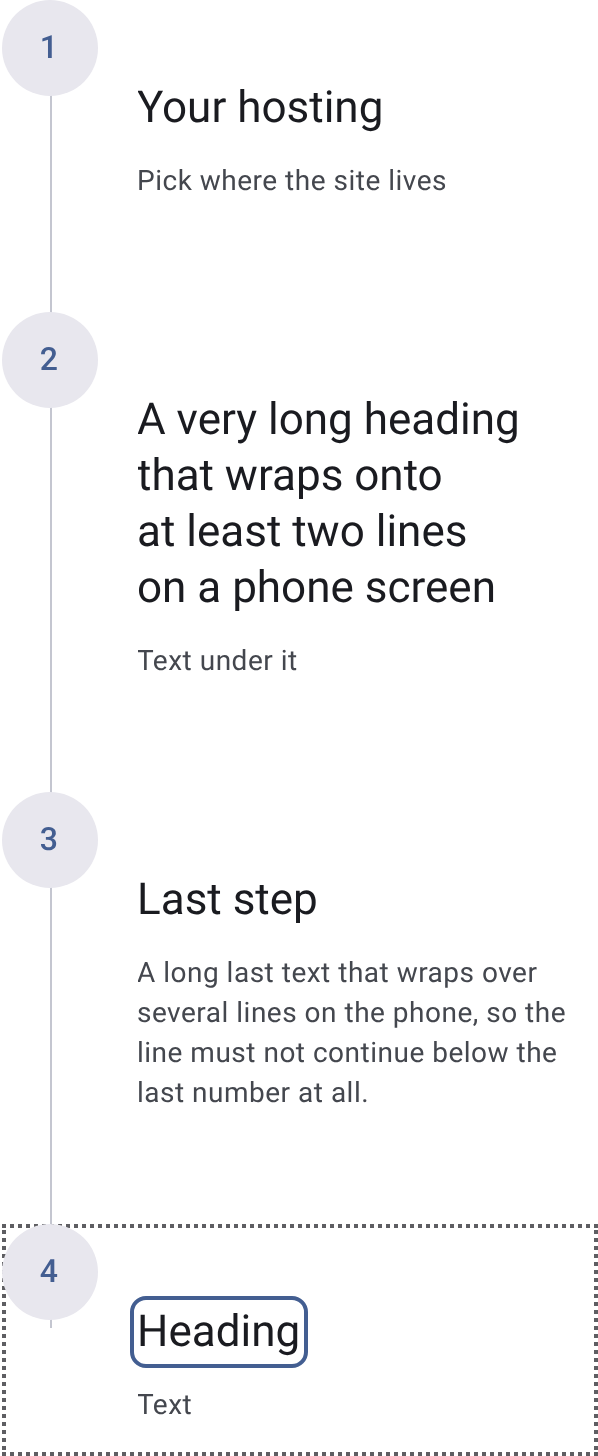 1
Your hosting
Pick where the site lives
2
A very long heading
that wraps onto
at least two lines
on a phone screen
Text under it
3
Last step
A long last text that wraps over
several lines on the phone, so the
line must not continue below the
last number at all.
4
Heading
Text